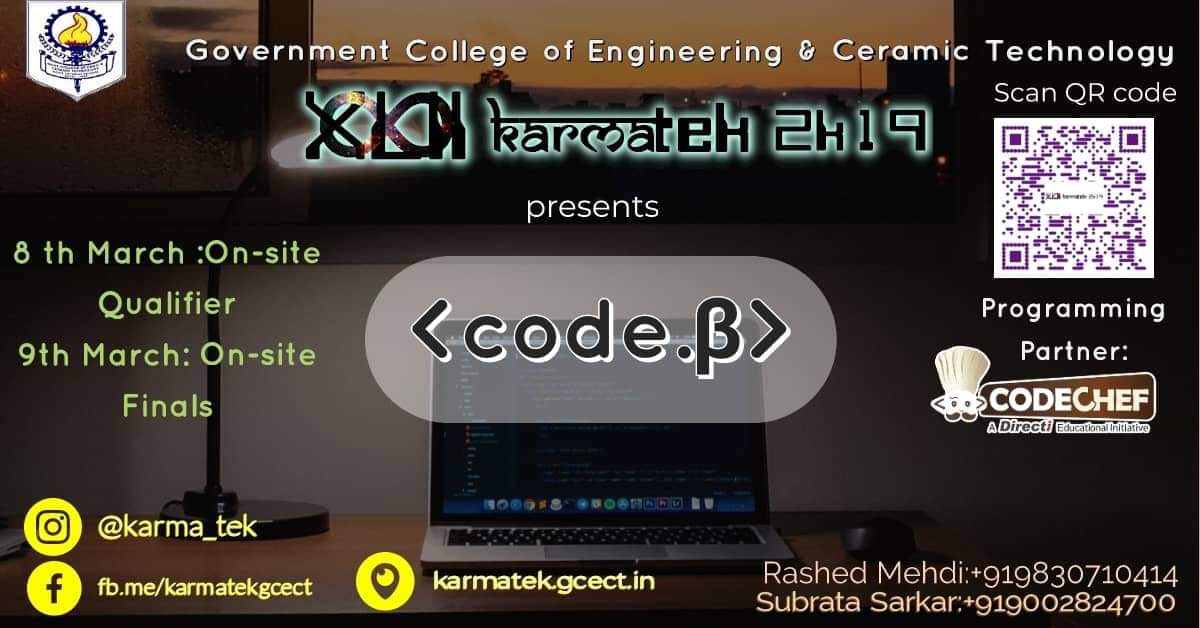 Government College of Engineering & Ceramic Technology
karmatek 2k19
Scan QR code
karmatek 2k19
presents
8 th March :On-site
Qualifier
9th March: On-site
Finals
<code.β>
Programming
Partner:
CODECHEF
A Directi Educational Initiative
@karma_tek
fb.me/karmatekgcect
karmatek.gcect.in
Rashed Mehdi:+919830710414
Subrata Sarkar:+919002824700